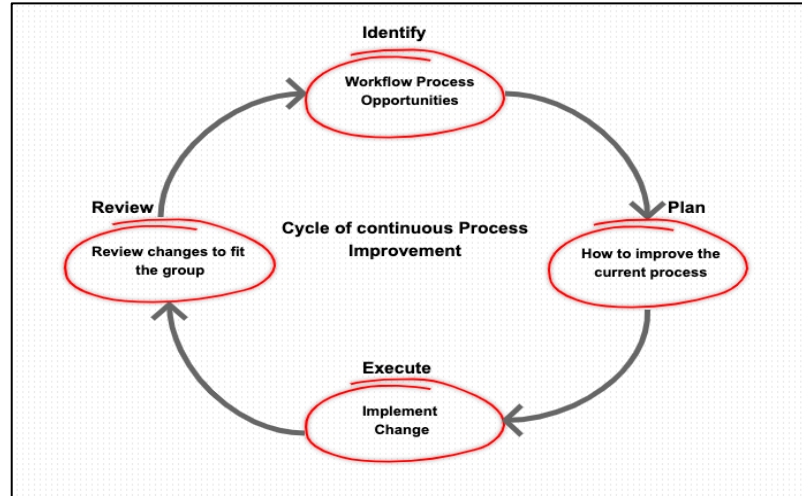 Identify
Workflow Process
Opportunities
Review
Review changes to fit
the group
Cycle of continuous Process
Improvement
Plan
How to improve the
current process
Execute
Implement
Change